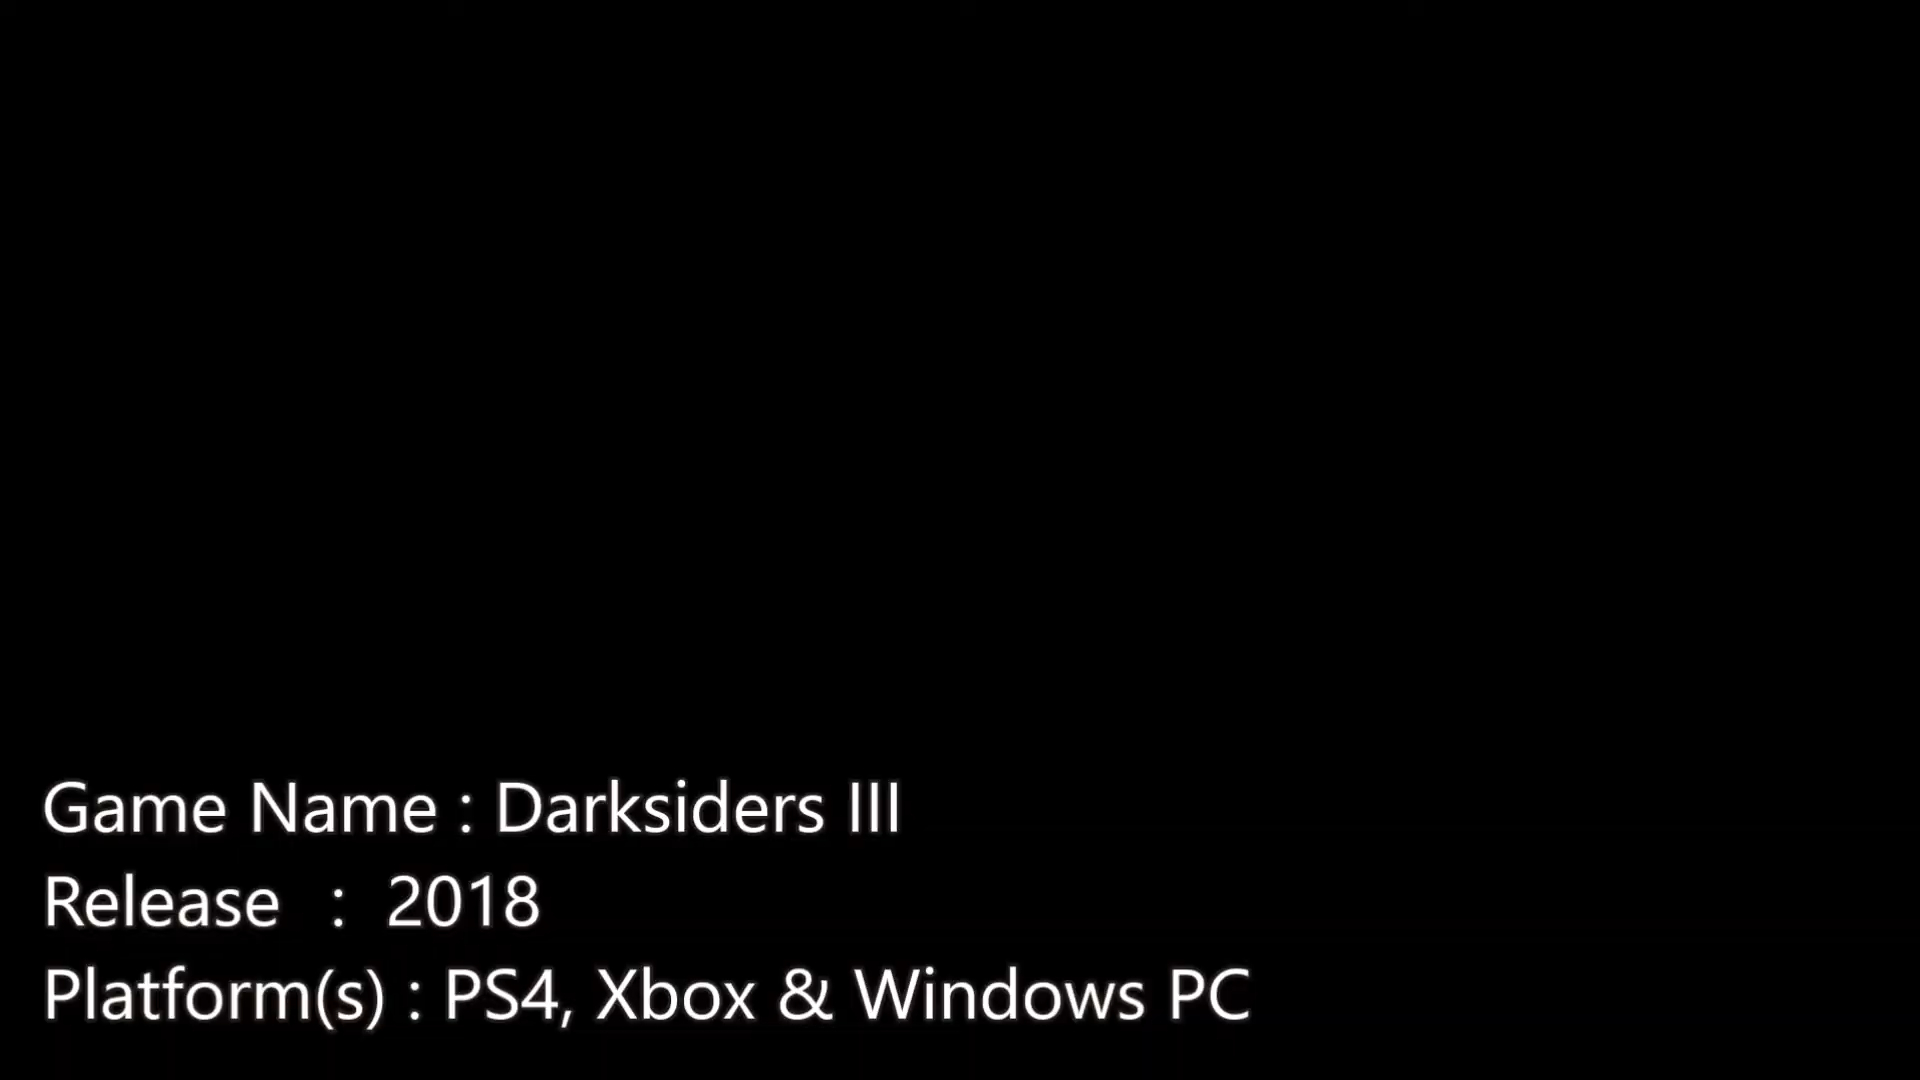 Game Name : Darksiders III
Release : 2018
Platform(s) : PS4, Xbox & Windows PC